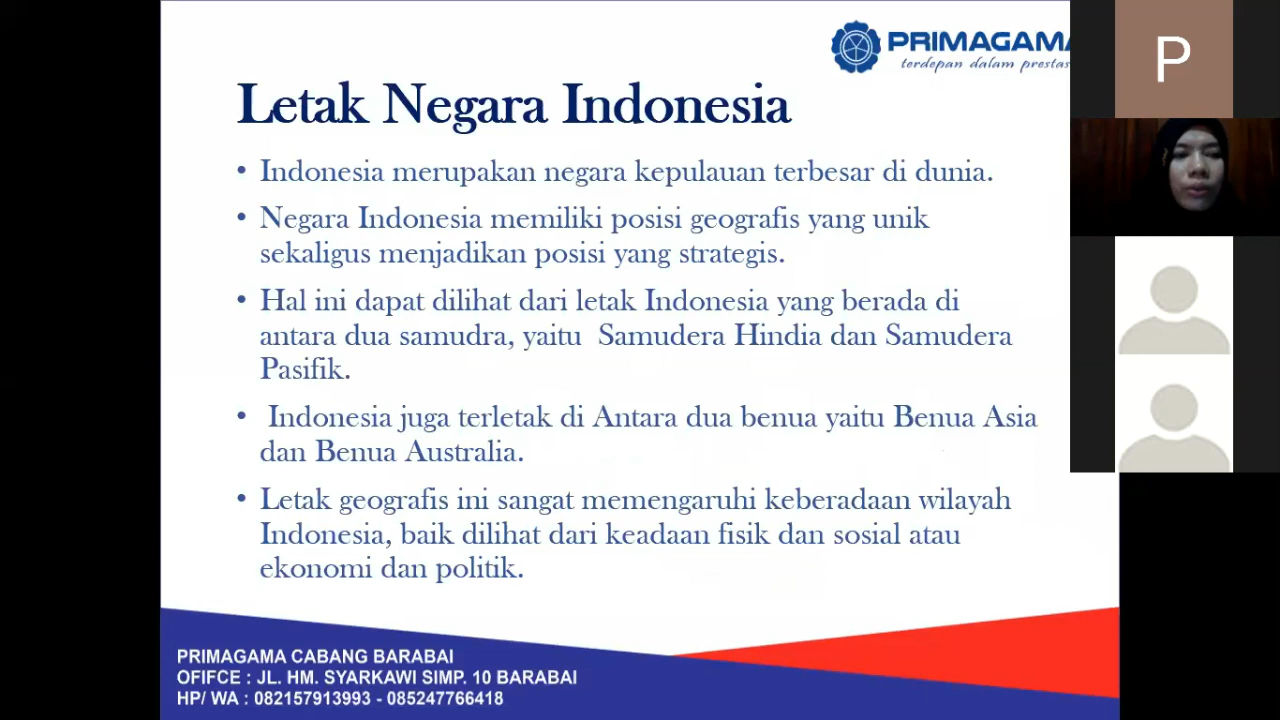 PRIMAGAMA
terdepan dalam prestas
P
Letak Negara Indonesia
• Indonesia merupakan negara kepulauan terbesar di dunia.
• Negara Indonesia memiliki posisi geografis yang unik
sekaligus menjadikan posisi yang strategis.
• Hal ini dapat dilihat dari letak Indonesia yang berada di
antara dua samudra, yaitu  Samudera Hindia dan Samudera
Pasifik.
• Indonesia juga terletak di Antara dua benua yaitu Benua Asia
dan Benua Australia.
• Letak geografis ini sangat memengaruhi keberadaan wilayah
Indonesia, baik dilihat dari keadaan fisik dan sosial atau
ekonomi dan politik.
PRIMAGAMA CABANG BARABAI
OFIFCE : JL. HM. SYARKAWI SIMP. 10 BARABAI
HP/ WA : 082157913993 - 085247766418